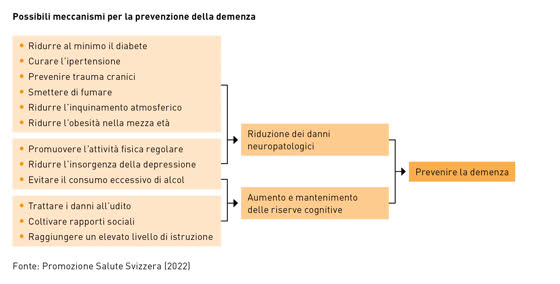 Possibili meccanismi per la prevenzione della demenza
• Ridurre al minimo il diabete
• Curare l'ipertensione
• Prevenire trauma cranici
• Smettere di fumare
• Ridurre l'inquinamento atmosferico
• Ridurre l'obesità nella mezza età
• Promuovere l'attività fisica regolare
• Ridurre l'insorgenza della depressione
• Evitare il consumo eccessivo di alcol
• Trattare i danni all'udito
• Coltivare rapporti sociali
• Raggiungere un elevato livello di istruzione
Riduzione dei danni
neuropatologici
Aumento e mantenimento
delle riserve cognitive
Prevenire la demenza
Fonte: Promozione Salute Svizzera (2022)